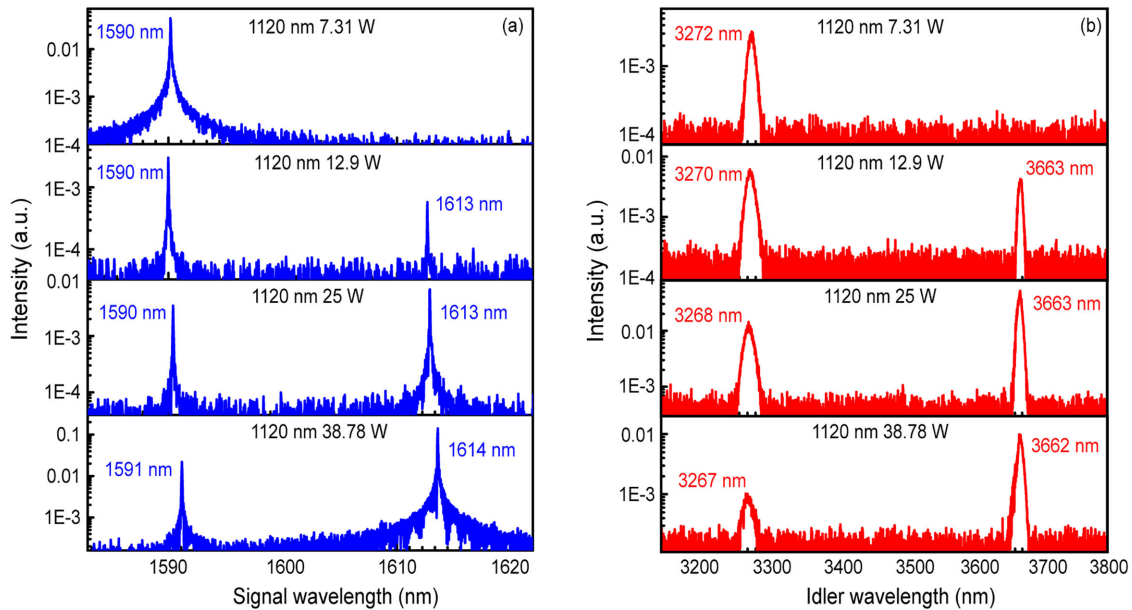 (a)
1120 nm 7.31 W
1590 nm
0.01
1E-3
1E-4
1120 nm 12.9 W
1590 nm
1613 nm
1E-3
1E-4
0.01
1120 nm 25 W
1590 nm
1613 nm
1E-3
1E-4
1120 nm 38.78 W
0.1
1591 nm
1614 nm
0.01
1E-3
1590
1600
1610
1620
Intensity (a.u.)
Signal wavelength (nm)
(b)
1120 nm 7.31 W
3272 nm
1E-3
1E-4
0.01
1120 nm 12.9 W
3270 nm
3663 nm
1E-3
1E-4
1120 nm 25 W
3268 nm
3663 nm
0.01
1E-3
1120 nm 38.78 W
0.01
3267 nm
3662 nm
1E-3
3200
3300
3400
3500
3600
3700
3800
Intensity (a.u.)
Idler wavelength (nm)